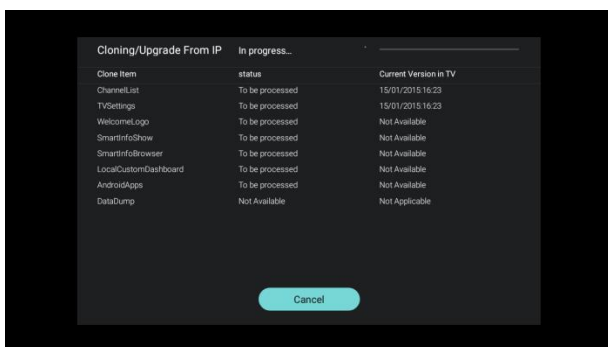 Cloning/Upgrade From IP In progress...
Clone Item status Current Version in TV
ChannelList To be processed 15/01/2015:16:23
TVSettings To be processed 15/01/2015:16:23
WelcomeLogo To be processed Not Available
SmartInfoShow To be processed Not Available
SmartInfoBrowser To be processed Not Available
LocalCustomDashboard To be processed Not Available
AndroidApps To be processed Not Available
DataDump Not Available Not Applicable
Cancel